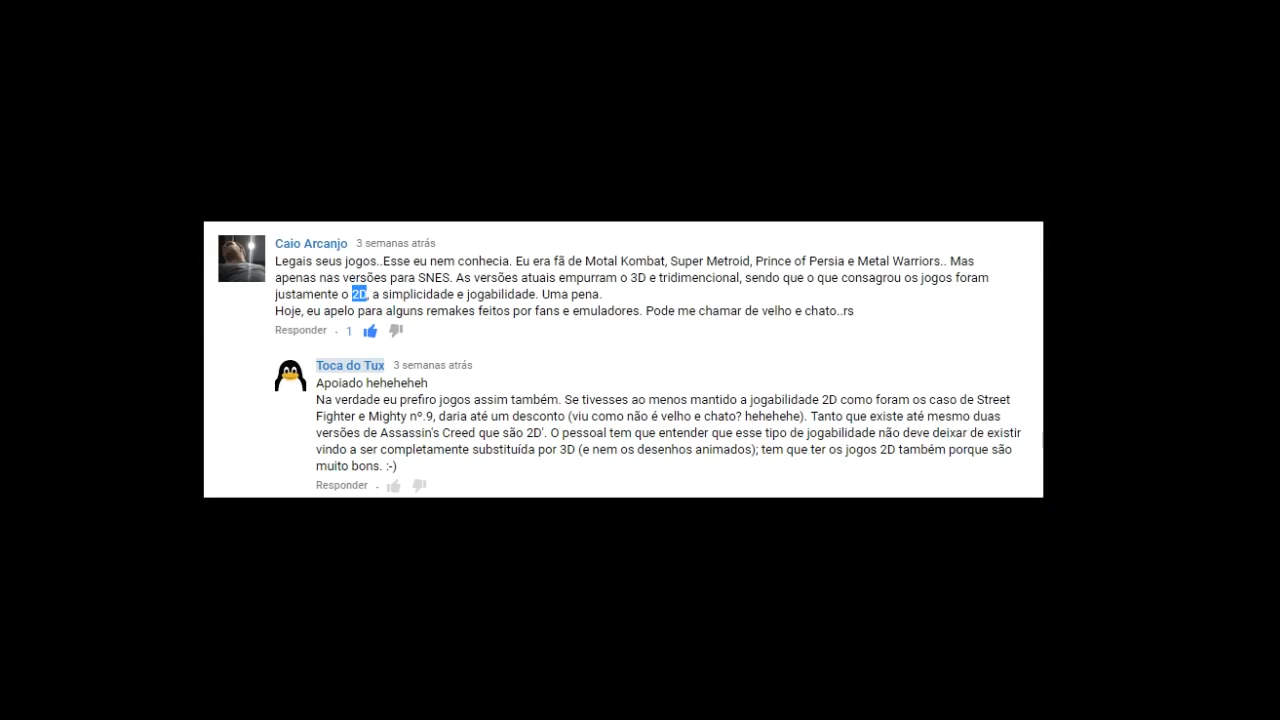 Caio Arcanjo 3 semanas atrás
Legais seus jogos..Esse eu nem conhecia. Eu era fã de Motal Kombat, Super Metroid, Prince of Persia e Metal Warriors.. Mas
apenas nas versões para SNES. As versões atuais empurram o 3D e tridimencional, sendo que o que consagrou os jogos foram
justamente o 2D, a simplicidade e jogabilidade. Uma pena.
Hoje, eu apelo para alguns remakes feitos por fans e emuladores. Pode me chamar de velho e chato..rs
Responder . 1
Toca do Tux 3 semanas atrás
Apoiado heheheheh
Na verdade eu prefiro jogos assim também. Se tivesses ao menos mantido a jogabilidade 2D como foram os caso de Street
Fighter e Mighty nº.9, daria até um desconto (viu como não é velho e chato? hehehehe). Tanto que existe até mesmo duas
versões de Assassin's Creed que são 2D'. O pessoal tem que entender que esse tipo de jogabilidade não deve deixar de existir
vindo a ser completamente substituída por 3D (e nem os desenhos animados); tem que ter os jogos 2D também porque são
muito bons. :-)
Responder .